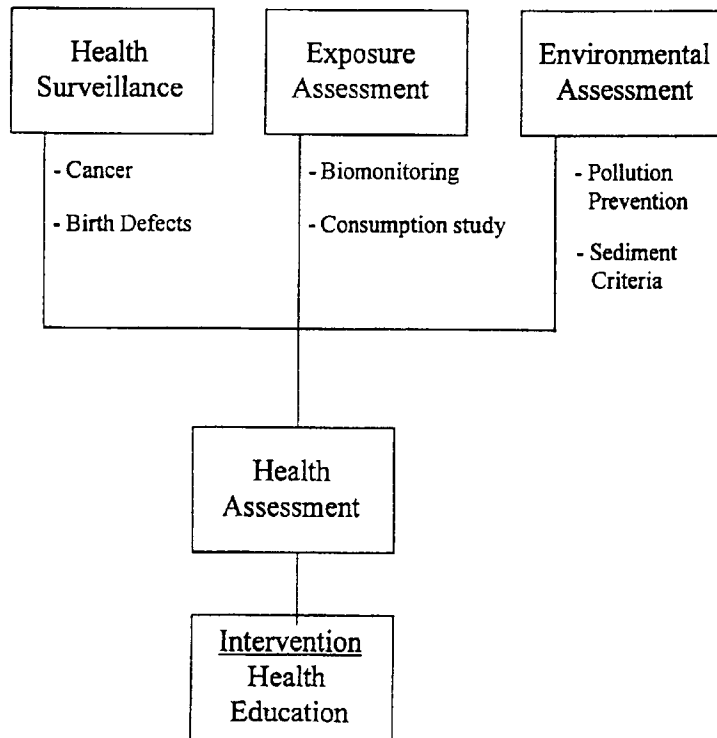 Health
Surveillance
Exposure
Assessment
Environmental
Assessment
- Cancer
- Birth Defects
- Biomonitoring
- Consumption study
- Pollution
Prevention
- Sediment
Criteria
Health
Assessment
Intervention
Health
Education